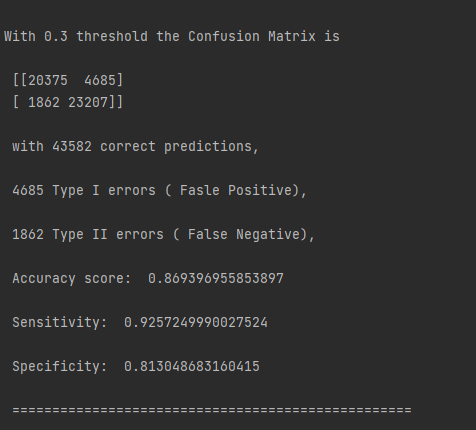 With 0.3 threshold the Confusion Matrix is
[[20375  4685]
[ 1862 23207]]
with 43582 correct predictions,
4685 Type I errors ( Fasle Positive),
1862 Type II errors ( False Negative),
Accuracy score:  0.869396955853897
Sensitivity:  0.9257249990027524
Specificity:  0.813048683160415
==================================================